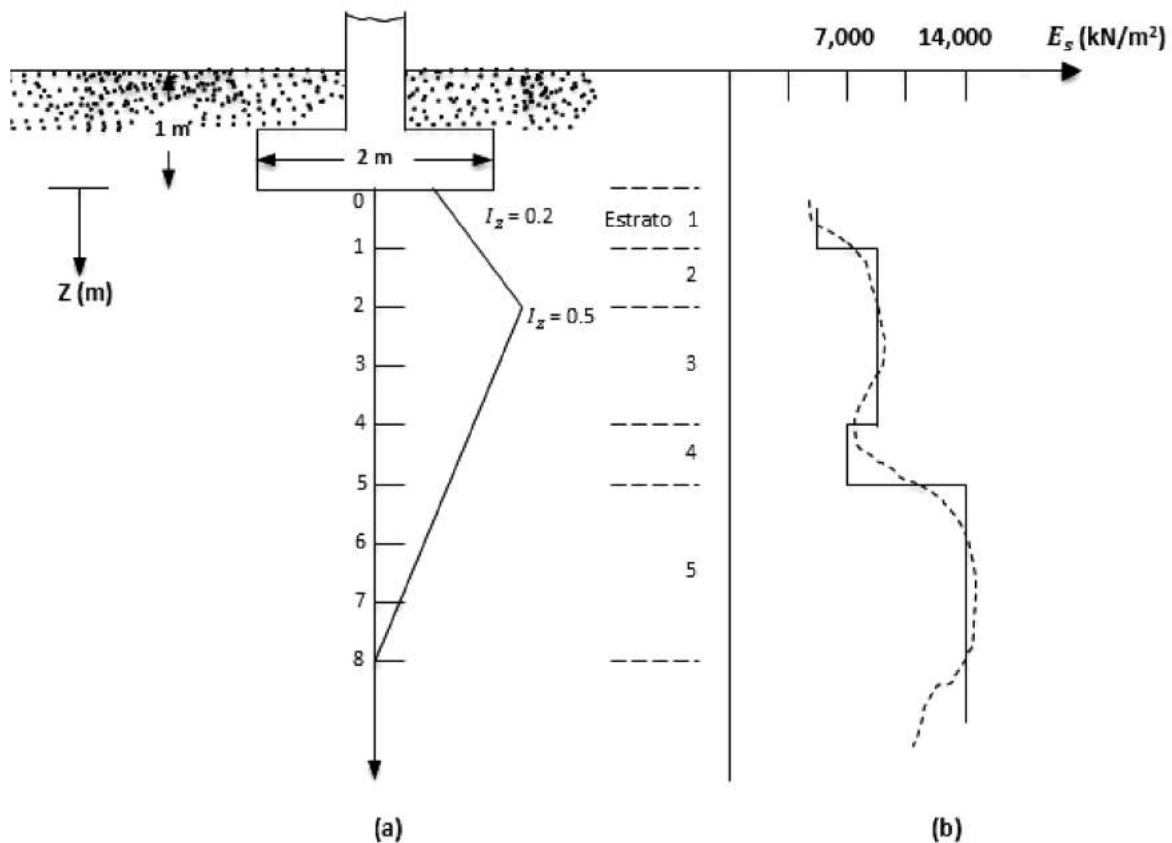 7,000 14,000 E_s (kN/m²)
1 m
2 m
0
I_z = 0.2
Estrato 1
Z (m)
1
2
2
I_z = 0.5
3
3
4
4
5
5
6
7
8
(a) (b)